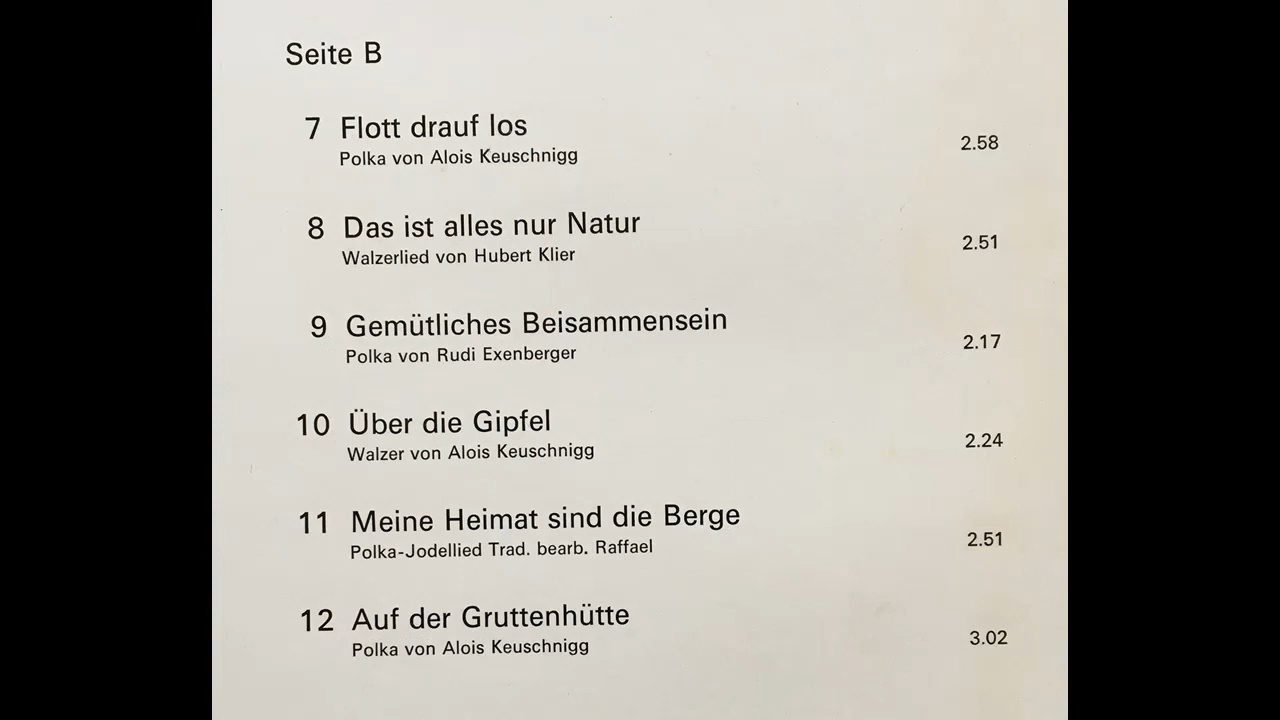 Seite B
7 Flott drauf los
Polka von Alois Keuschnigg 2.58
8 Das ist alles nur Natur
Walzerlied von Hubert Klier 2.51
9 Gemütliches Beisammensein
Polka von Rudi Exenberger 2.17
10 Über die Gipfel
Walzer von Alois Keuschnigg 2.24
11 Meine Heimat sind die Berge
Polka-Jodellied Trad. bearb. Raffael 2.51
12 Auf der Gruttenhütte
Polka von Alois Keuschnigg 3.02